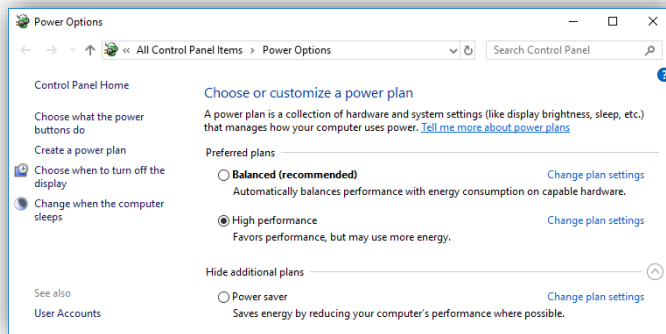 Power Options
« All Control Panel Items > Power Options
Search Control Panel
?
Control Panel Home
Choose what the power
buttons do
Create a power plan
Choose when to turn off the
display
Change when the computer
sleeps
See also
User Accounts
Choose or customize a power plan
A power plan is a collection of hardware and system settings (like display brightness, sleep, etc.)
that manages how your computer uses power. Tell me more about power plans
Preferred plans
Balanced (recommended) Change plan settings
Automatically balances performance with energy consumption on capable hardware.
High performance Change plan settings
Favors performance, but may use more energy.
Hide additional plans
Power saver Change plan settings
Saves energy by reducing your computer's performance where possible.